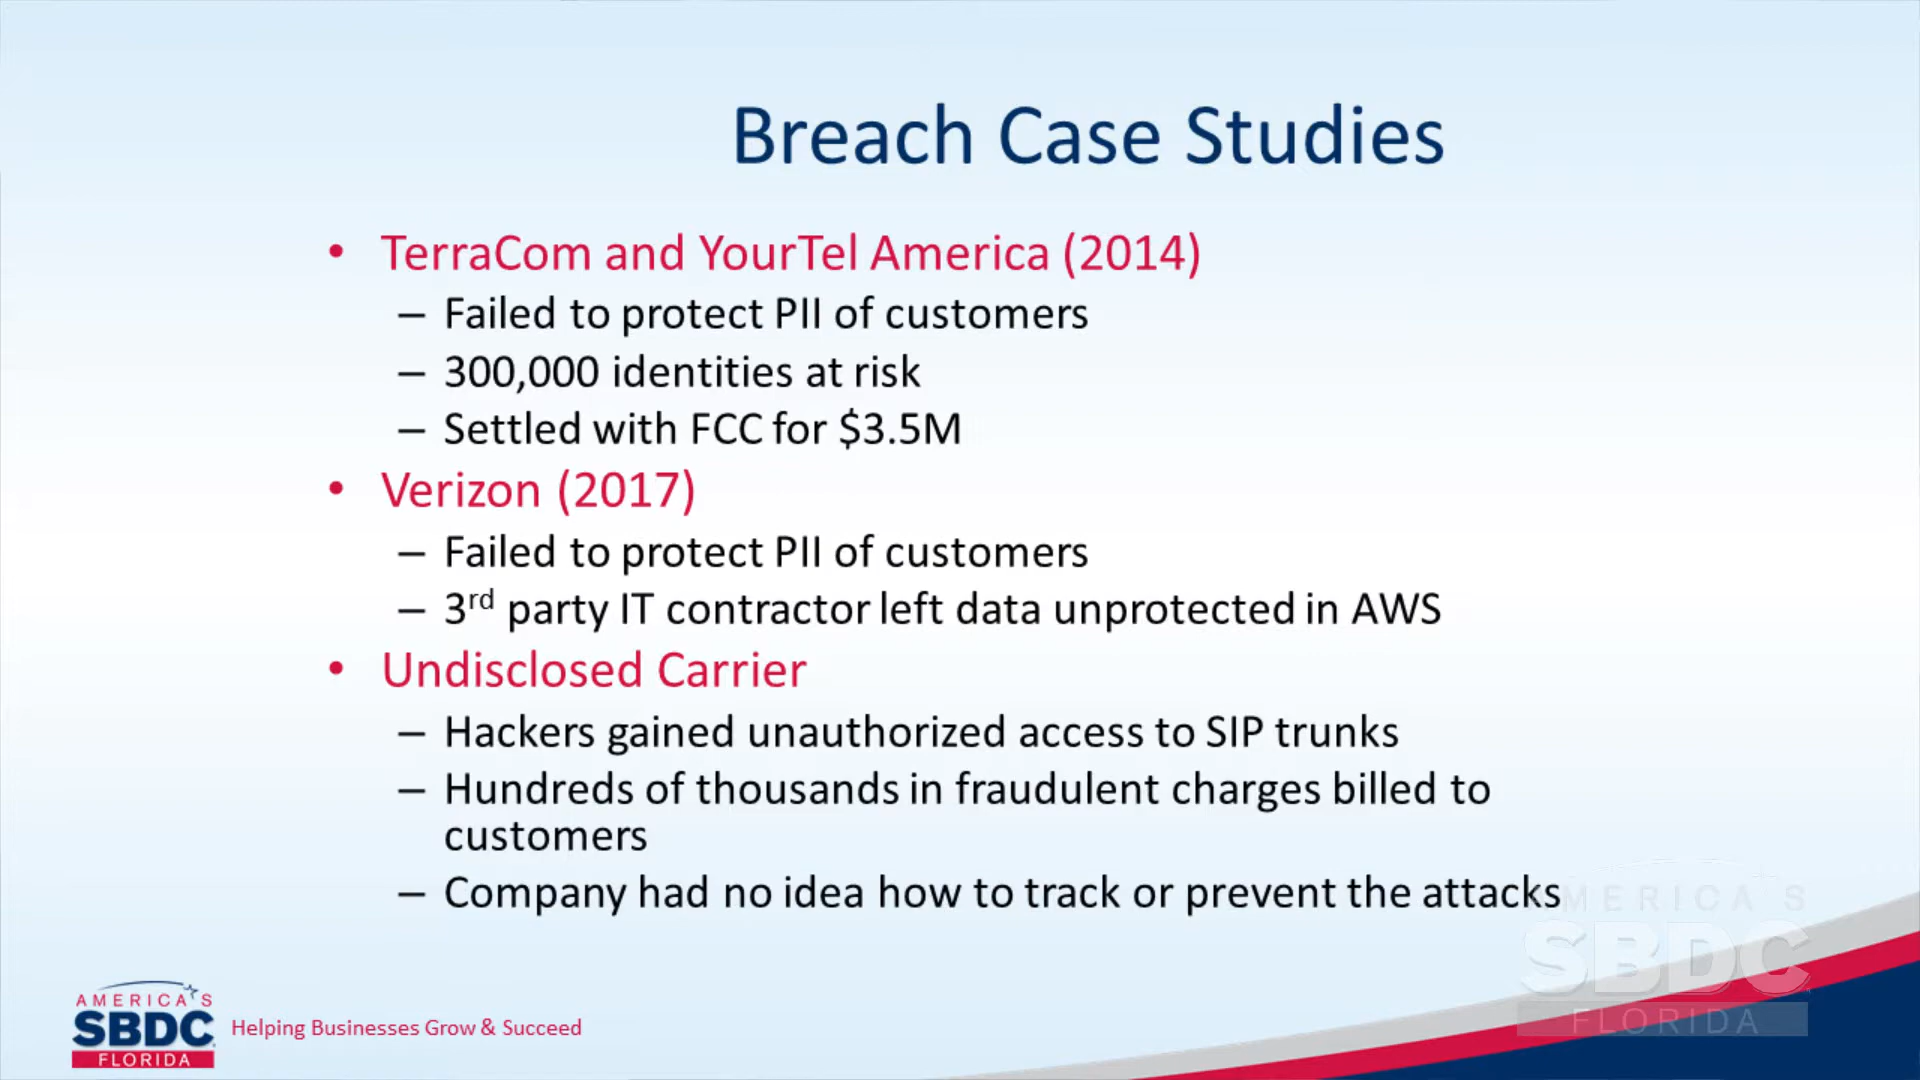 Breach Case Studies
• TerraCom and YourTel America (2014)
– Failed to protect PII of customers
– 300,000 identities at risk
– Settled with FCC for $3.5M
• Verizon (2017)
– Failed to protect PII of customers
– 3rd party IT contractor left data unprotected in AWS
• Undisclosed Carrier
– Hackers gained unauthorized access to SIP trunks
– Hundreds of thousands in fraudulent charges billed to
customers
– Company had no idea how to track or prevent the attacks
AMERICA'S
SBDC
FLORIDA
AMERICA'S
SBDC
FLORIDA
Helping Businesses Grow & Succeed